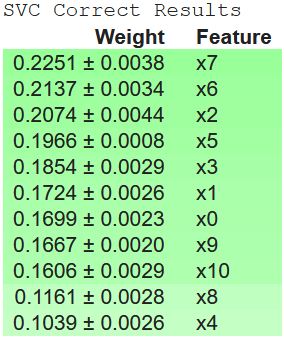 SVC Correct Results
Weight Feature
0.2251 ± 0.0038 x7
0.2137 ± 0.0034 x6
0.2074 ± 0.0044 x2
0.1966 ± 0.0008 x5
0.1854 ± 0.0029 x3
0.1724 ± 0.0026 x1
0.1699 ± 0.0023 x0
0.1667 ± 0.0020 x9
0.1606 ± 0.0029 x10
0.1161 ± 0.0028 x8
0.1039 ± 0.0026 x4